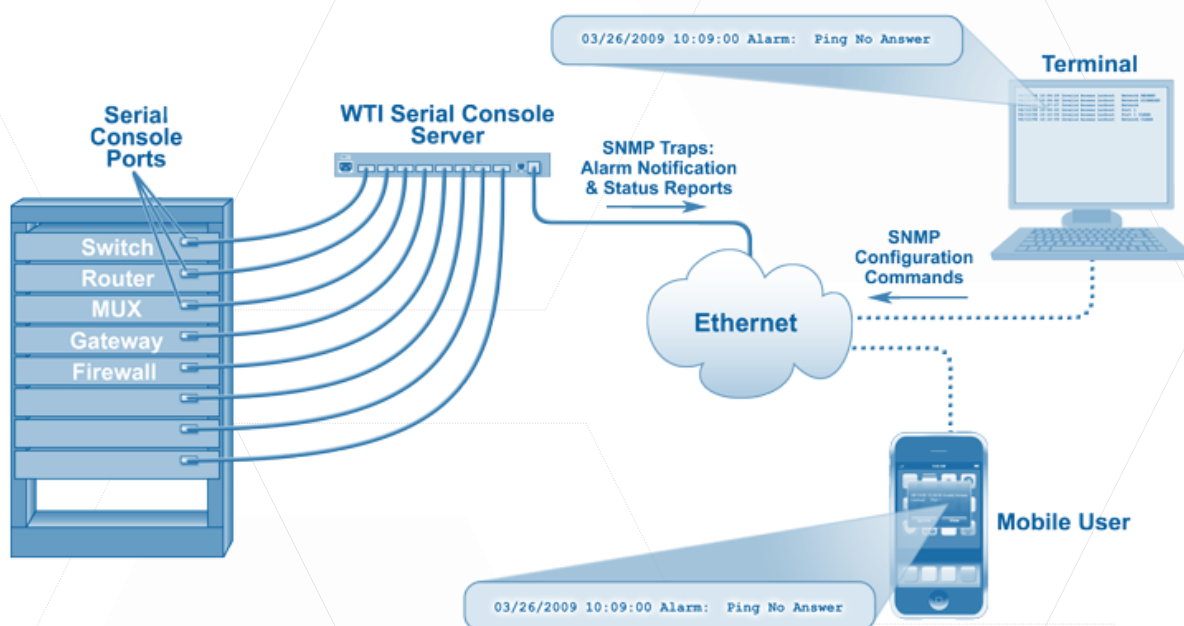 03/26/2009 10:09:00 Alarm: Ping No Answer
Terminal
Serial
Console
Ports
WTI Serial Console
Server
SNMP Traps:
Alarm Notification
& Status Reports
SNMP
Configuration
Commands
Switch
Router
MUX
Gateway
Firewall
Ethernet
Mobile User
03/26/2009 10:09:00 Alarm: Ping No Answer